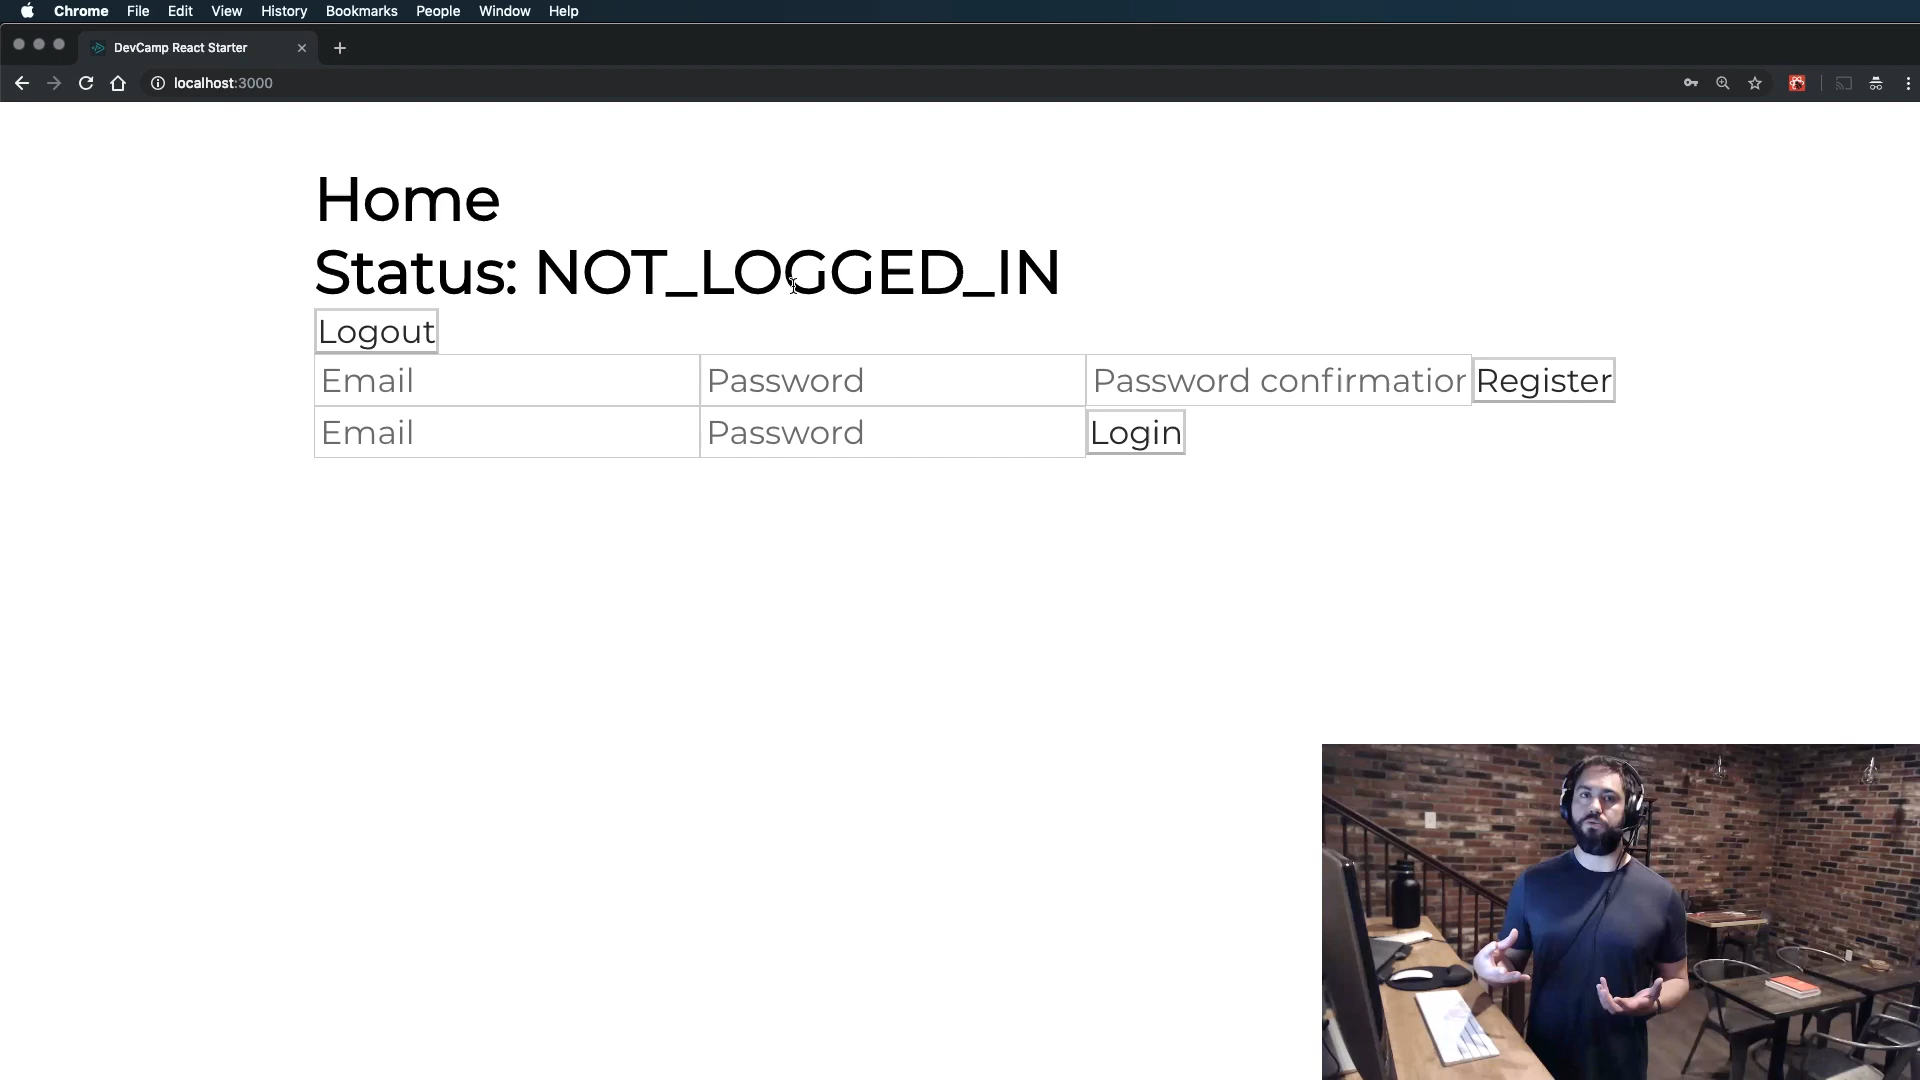 Chrome File Edit View History Bookmarks People Window Help
DevCamp React Starter
localhost:3000
Home
Status: NOT_LOGGED_IN
Logout
Email Password Password confirmation Register
Email Password Login